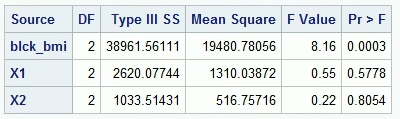 Source DF Type III SS Mean Square F Value Pr > F
blck_bmi 2 38961.56111 19480.78056 8.16 0.0003
X1 2 2620.07744 1310.03872 0.55 0.5778
X2 2 1033.51431 516.75716 0.22 0.8054